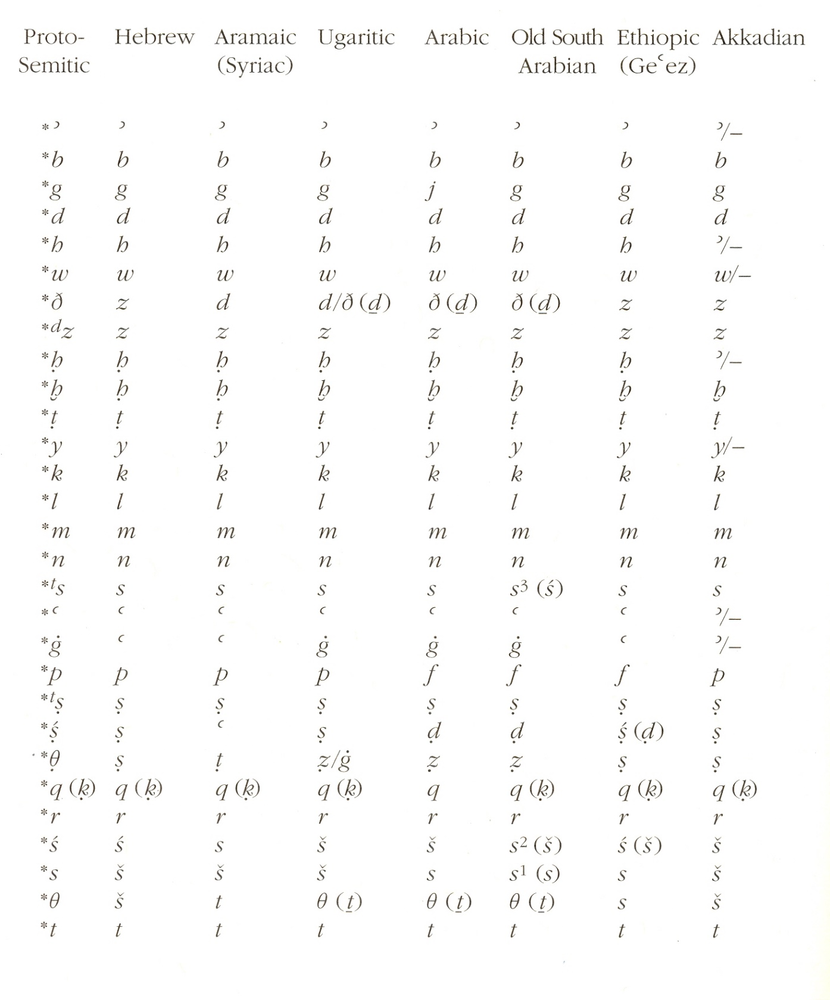 Proto- Hebrew Aramaic Ugaritic Arabic Old South Ethiopic Akkadian
Semitic (Syriac) Arabian (Geʿez)
*ʾ ʾ ʾ ʾ ʾ ʾ ʾ ʾ/–
*b b b b b b b b
*g g g g j g g g
*d d d d d d d d
*h h h h h h h ʾ/–
*w w w w w w w w/–
*ð z d d/ð (ḏ) ð (ḏ) ð (ḏ) z z
*ᵈz z z z z z z z
*ḥ ḥ ḥ ḥ ḥ ḥ ḥ ʾ/–
*ḫ ḥ ḥ ḫ ḫ ḫ ḫ ḫ
*ṭ ṭ ṭ ṭ ṭ ṭ ṭ ṭ
*y y y y y y y y/–
*k k k k k k k k
*l l l l l l l l
*m m m m m m m m
*n n n n n n n n
*ᵗs s s s s s³ (ś) s s
*ʿ ʿ ʿ ʿ ʿ ʿ ʿ ʾ/–
*ġ ʿ ʿ ġ ġ ġ ʿ ʾ/–
*p p p p f f f p
*ᵗṣ ṣ ṣ ṣ ṣ ṣ ṣ ṣ
*ṣ́ ṣ ʿ ṣ ḍ ḍ ṣ́ (ḍ) ṣ
*θ̣ ṣ ṭ ẓ/ġ ẓ ẓ ṣ ṣ
*q (ḳ) q (ḳ) q (ḳ) q (ḳ) q q (ḳ) q (ḳ) q (ḳ)
*r r r r r r r r
*ś ś s š š s² (š) ś (š) š
*s š š š s s¹ (s) s š
*θ š t θ (ṯ) θ (ṯ) θ (ṯ) s š
*t t t t t t t t